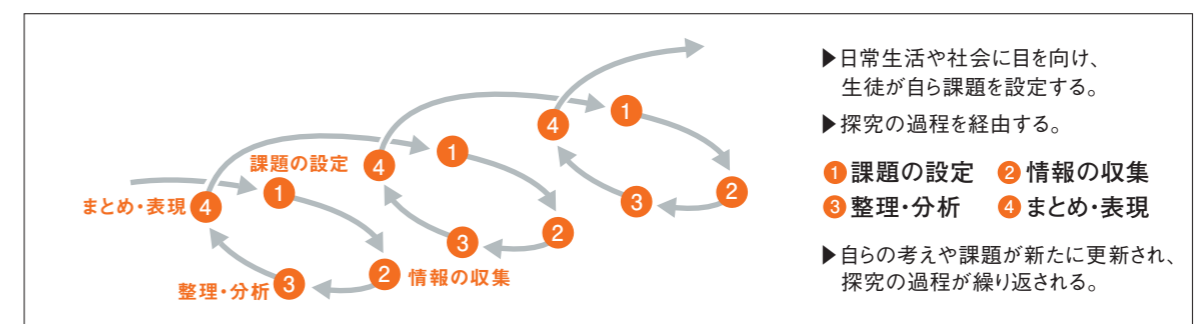 課題の設定
まとめ・表現
整理・分析
情報の収集
4 1 2 3
4 1 2 3
4 1 2 3
▶日常生活や社会に目を向け、
生徒が自ら課題を設定する。
▶探究の過程を経由する。
❶課題の設定 ❷情報の収集
❸整理・分析 ❹まとめ・表現
▶自らの考えや課題が新たに更新され、
探究の過程が繰り返される。